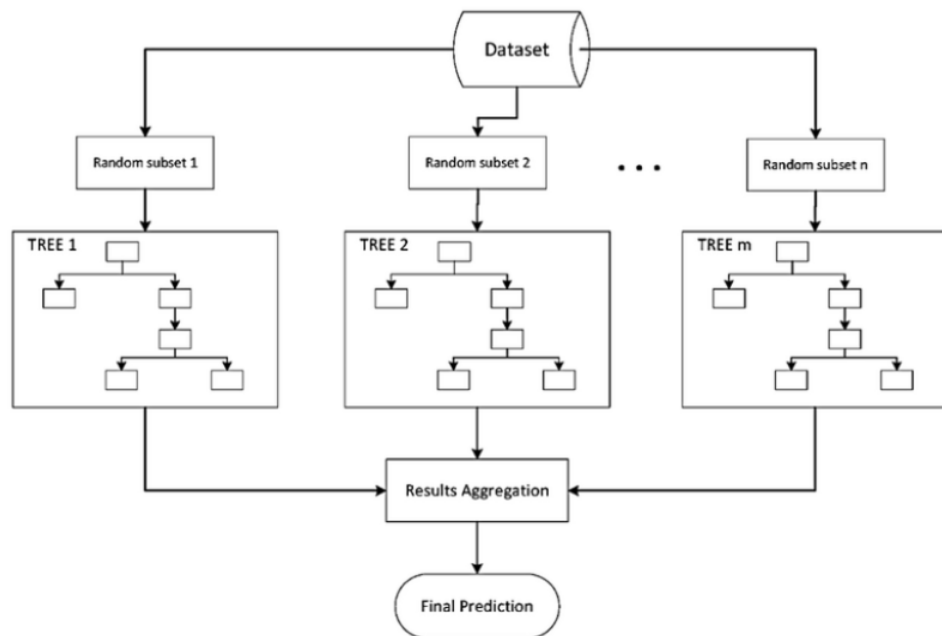 Dataset
Random subset 1
Random subset 2
. . .
Random subset n
TREE 1
TREE 2
TREE m
Results Aggregation
Final Prediction